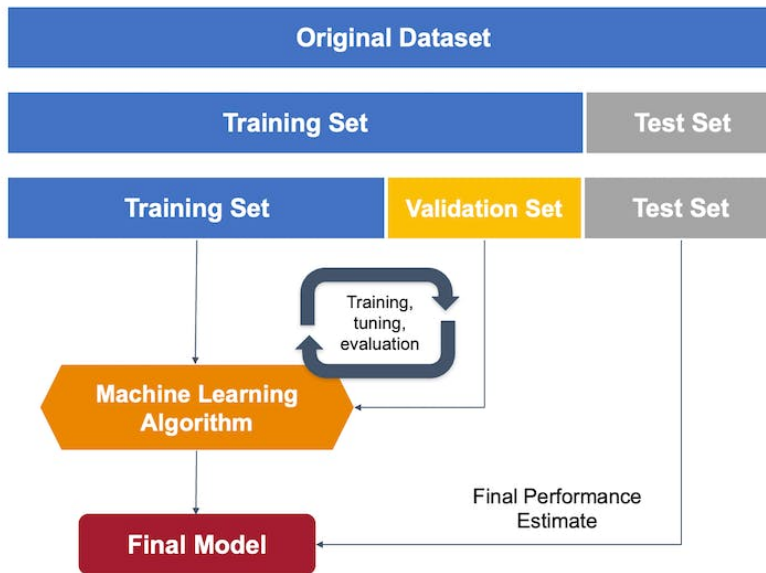 Original Dataset
Training Set
Test Set
Training Set
Validation Set
Test Set
Training,
tuning,
evaluation
Machine Learning
Algorithm
Final Performance
Estimate
Final Model